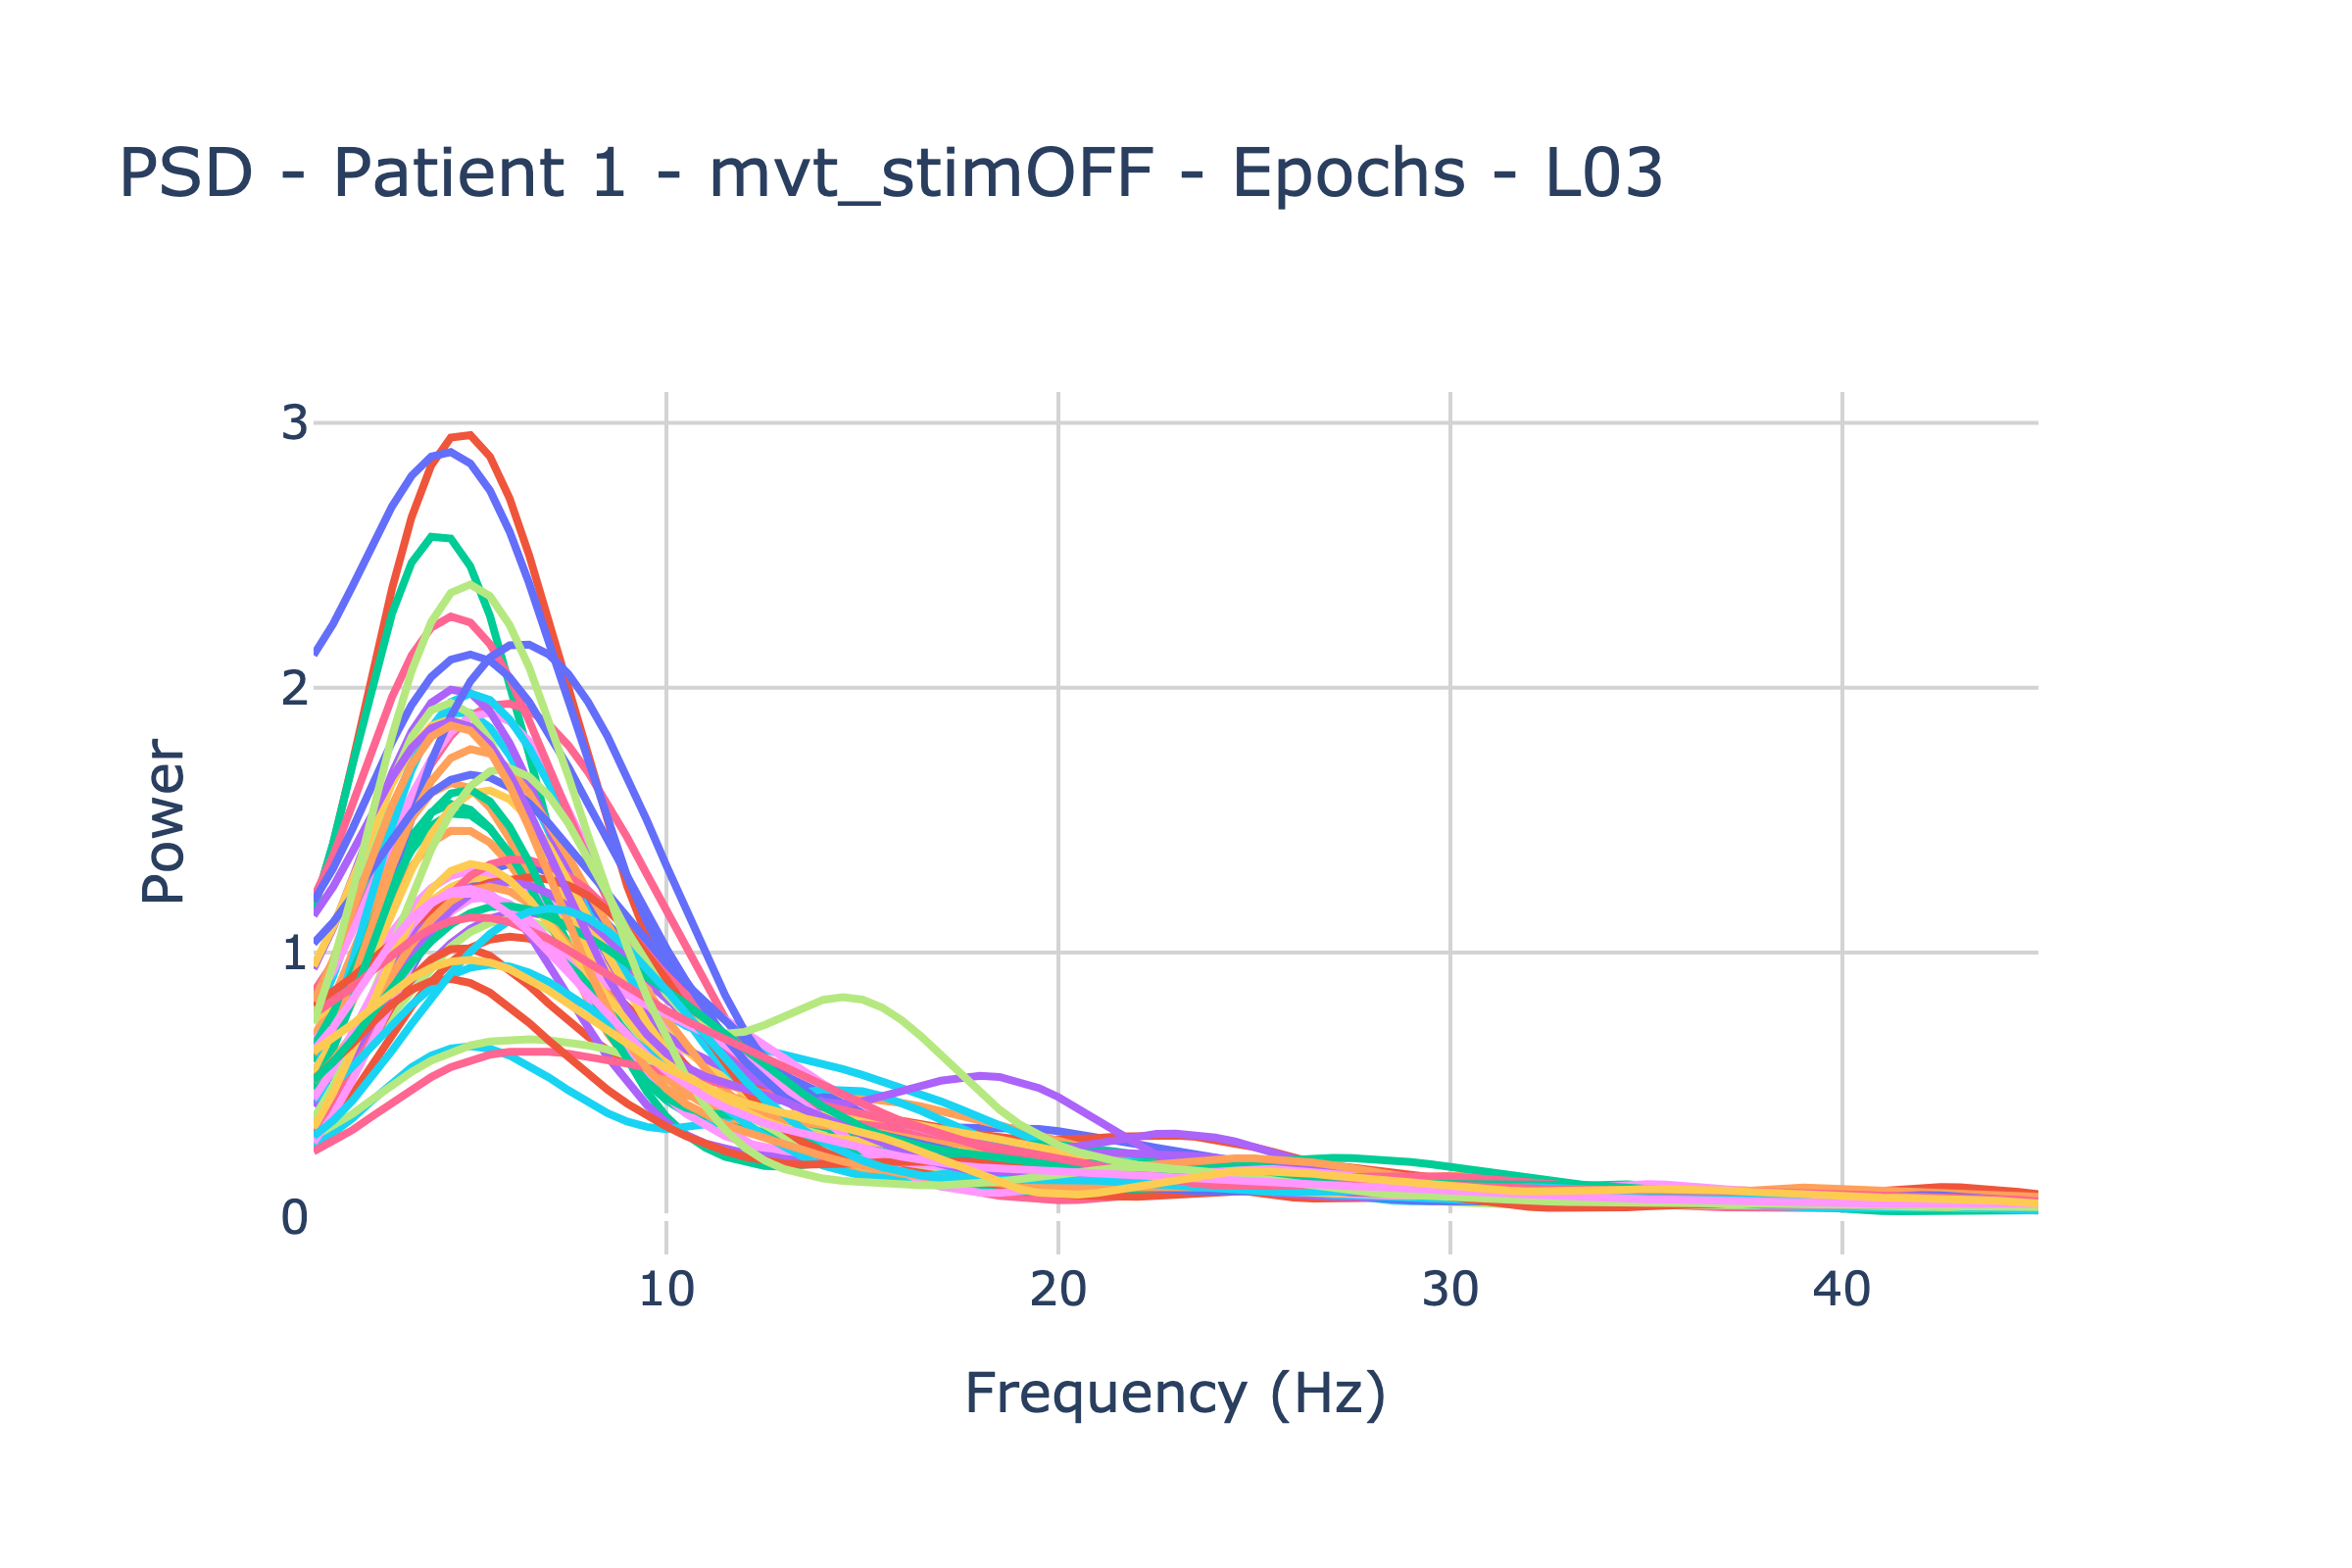 PSD - Patient 1 - mvt_stimOFF - Epochs - L03
3
2
1
0
Power
10 20 30 40
Frequency (Hz)